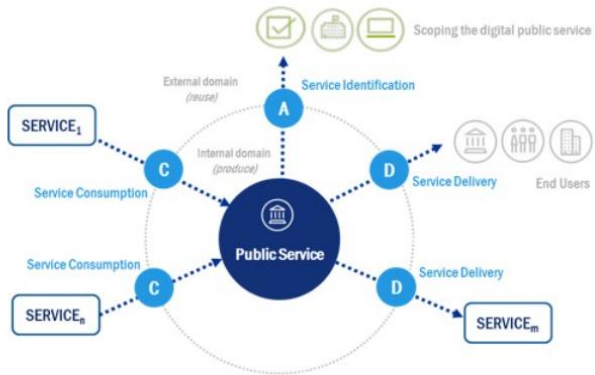 Scoping the digital public service
External domain
(reuse)
Service Identification
A
SERVICE1
Internal domain
(produce)
C
D
Service Consumption
Service Delivery
End Users
Public Service
Service Consumption
Service Delivery
C
D
SERVICEn
SERVICEm